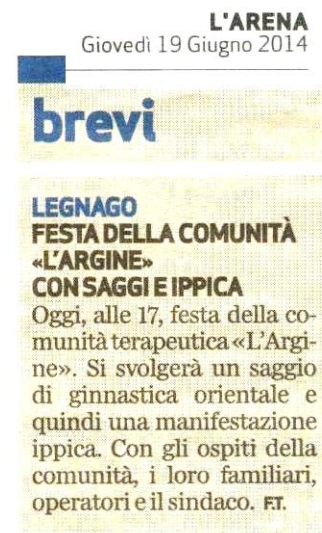 L'ARENA
Giovedì 19 Giugno 2014
brevi
LEGNAGO
FESTA DELLA COMUNITÀ
«L'ARGINE»
CON SAGGI E IPPICA
Oggi, alle 17, festa della co-
munità terapeutica «L'Argi-
ne». Si svolgerà un saggio
di ginnastica orientale e
quindi una manifestazione
ippica. Con gli ospiti della
comunità, i loro familiari,
operatori e il sindaco. F.T.